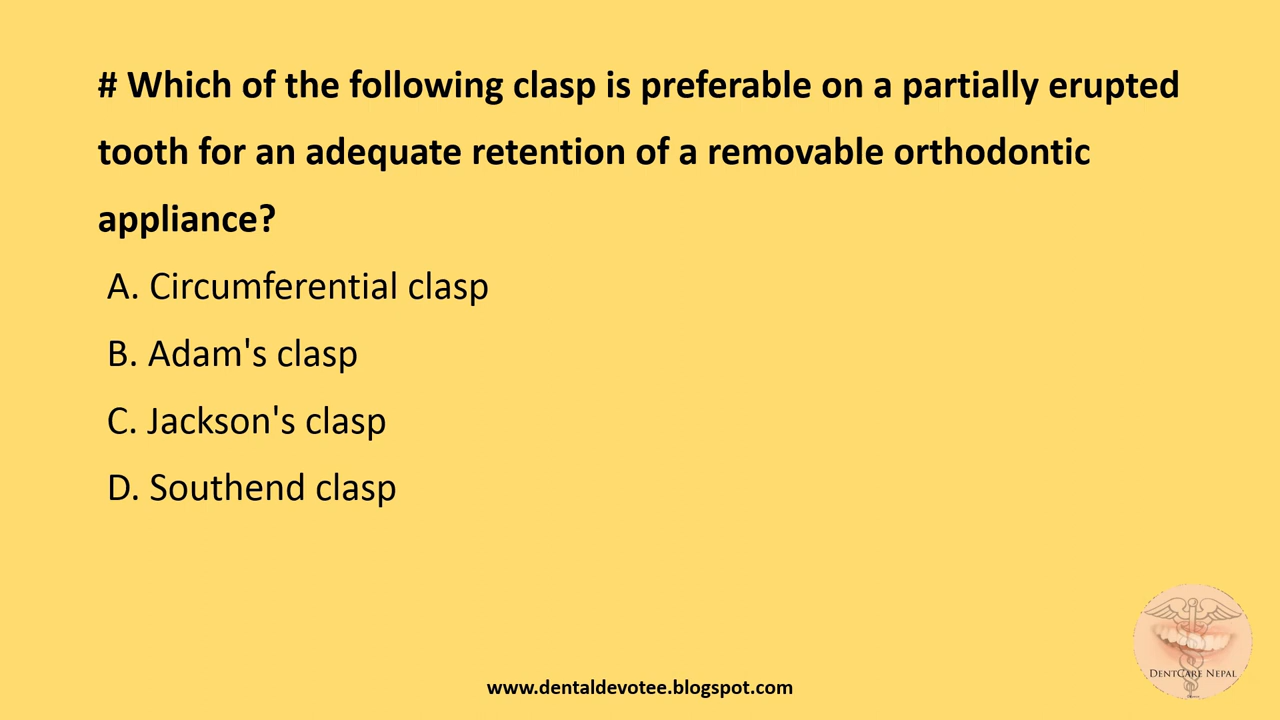 # Which of the following clasp is preferable on a partially erupted
tooth for an adequate retention of a removable orthodontic
appliance?
A. Circumferential clasp
B. Adam's clasp
C. Jackson's clasp
D. Southend clasp
DentCare Nepal
www.dentaldevotee.blogspot.com